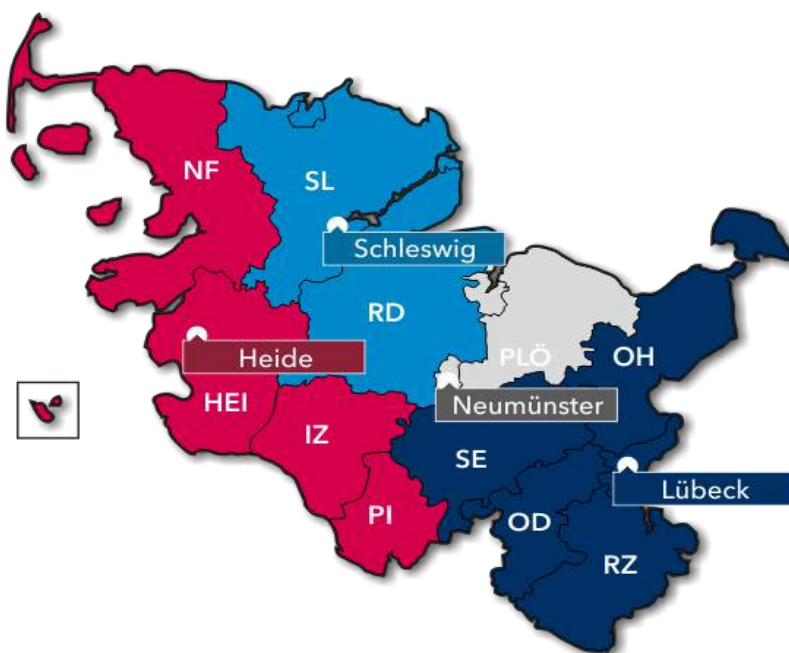 NF
SL
Schleswig
RD
Heide
PLÖ
OH
HEI
Neumünster
IZ
SE
Lübeck
PI
OD
RZ